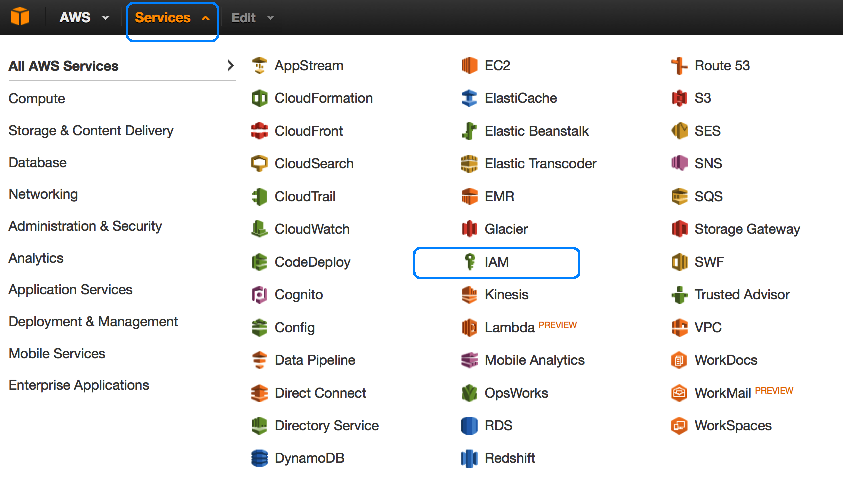 AWS Services Edit
All AWS Services
Compute
Storage & Content Delivery
Database
Networking
Administration & Security
Analytics
Application Services
Deployment & Management
Mobile Services
Enterprise Applications
AppStream
CloudFormation
CloudFront
CloudSearch
CloudTrail
CloudWatch
CodeDeploy
Cognito
Config
Data Pipeline
Direct Connect
Directory Service
DynamoDB
EC2
ElastiCache
Elastic Beanstalk
Elastic Transcoder
EMR
Glacier
IAM
Kinesis
Lambda PREVIEW
Mobile Analytics
OpsWorks
RDS
Redshift
Route 53
S3
SES
SNS
SQS
Storage Gateway
SWF
Trusted Advisor
VPC
WorkDocs
WorkMail PREVIEW
WorkSpaces